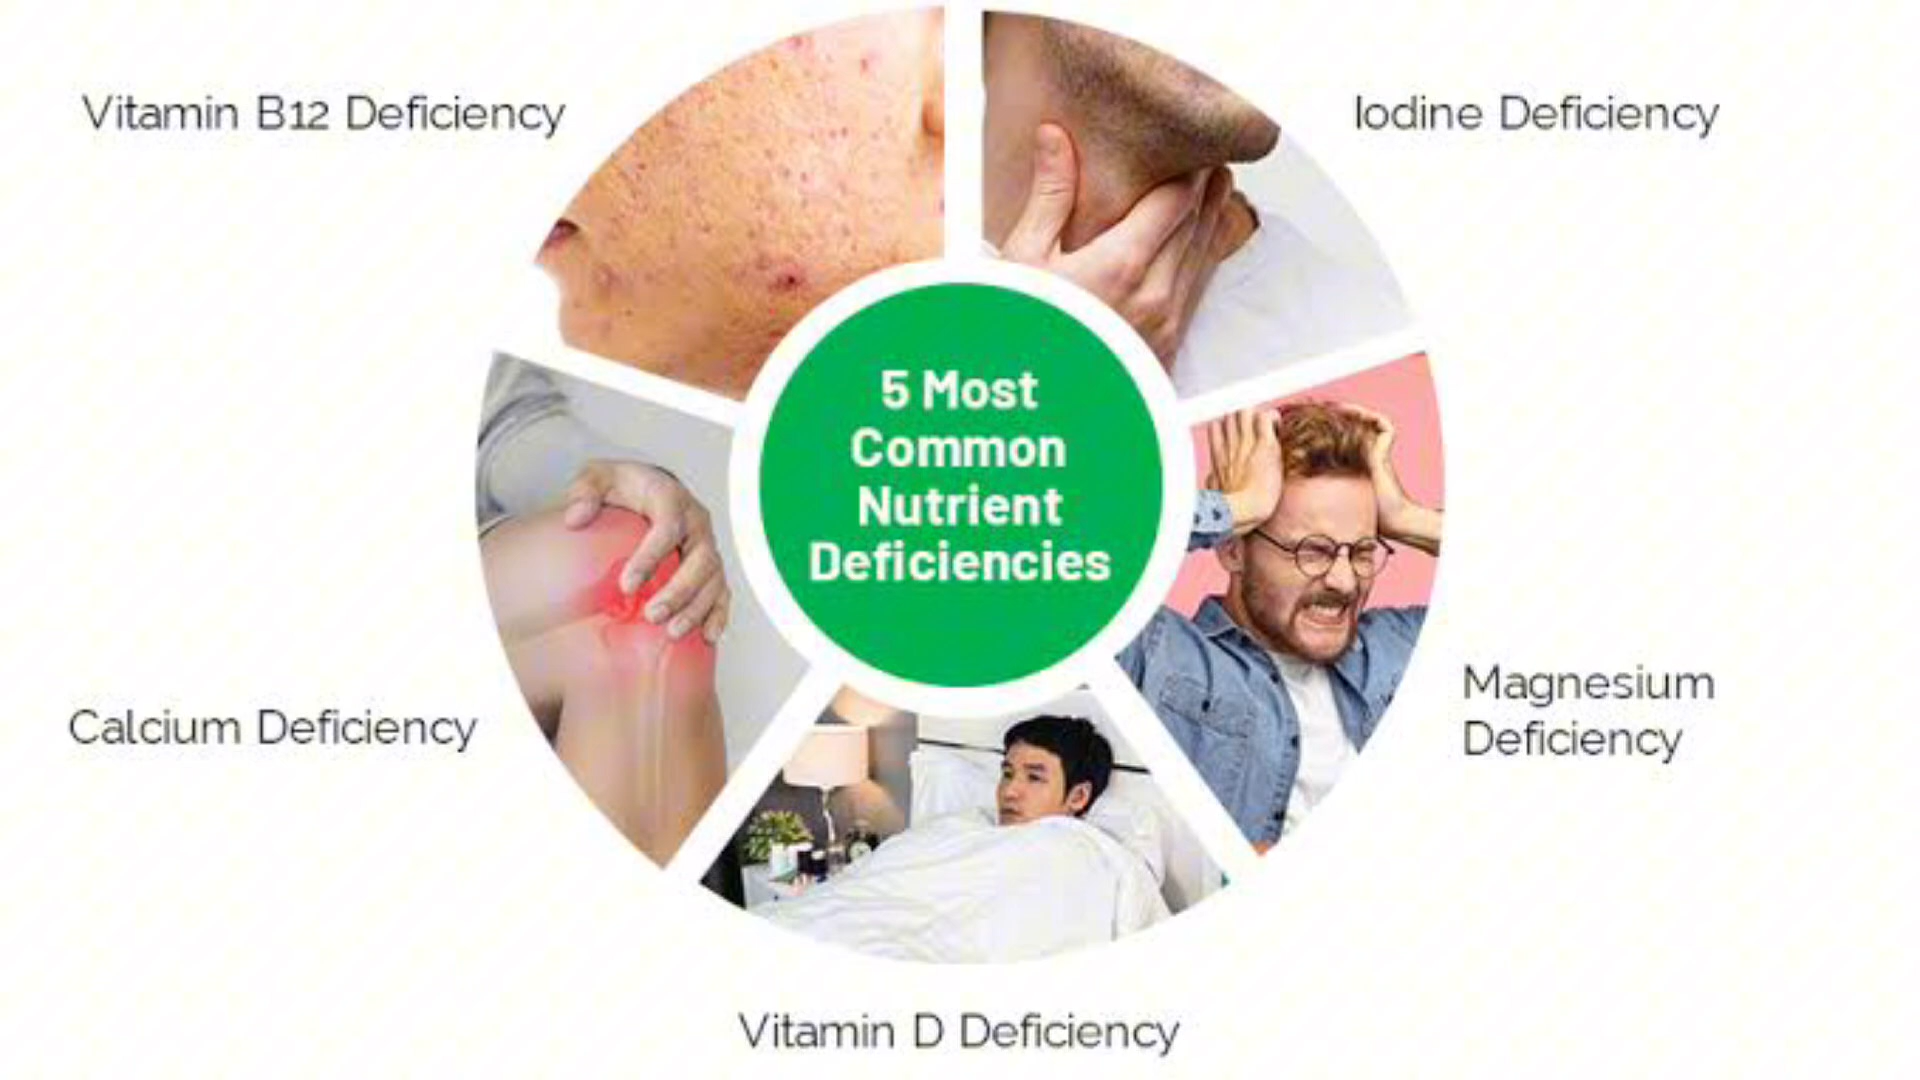 Vitamin B12 Deficiency
Iodine Deficiency
5 Most
Common
Nutrient
Deficiencies
Magnesium
Deficiency
Calcium Deficiency
Vitamin D Deficiency